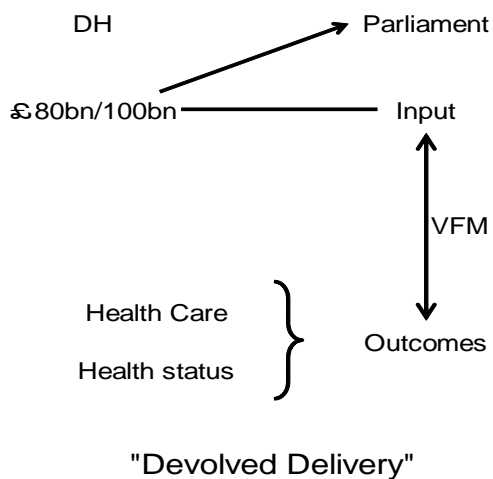 DH Parliament
£80bn/100bn Input
VFM
Health Care
Outcomes
Health status
"Devolved Delivery"